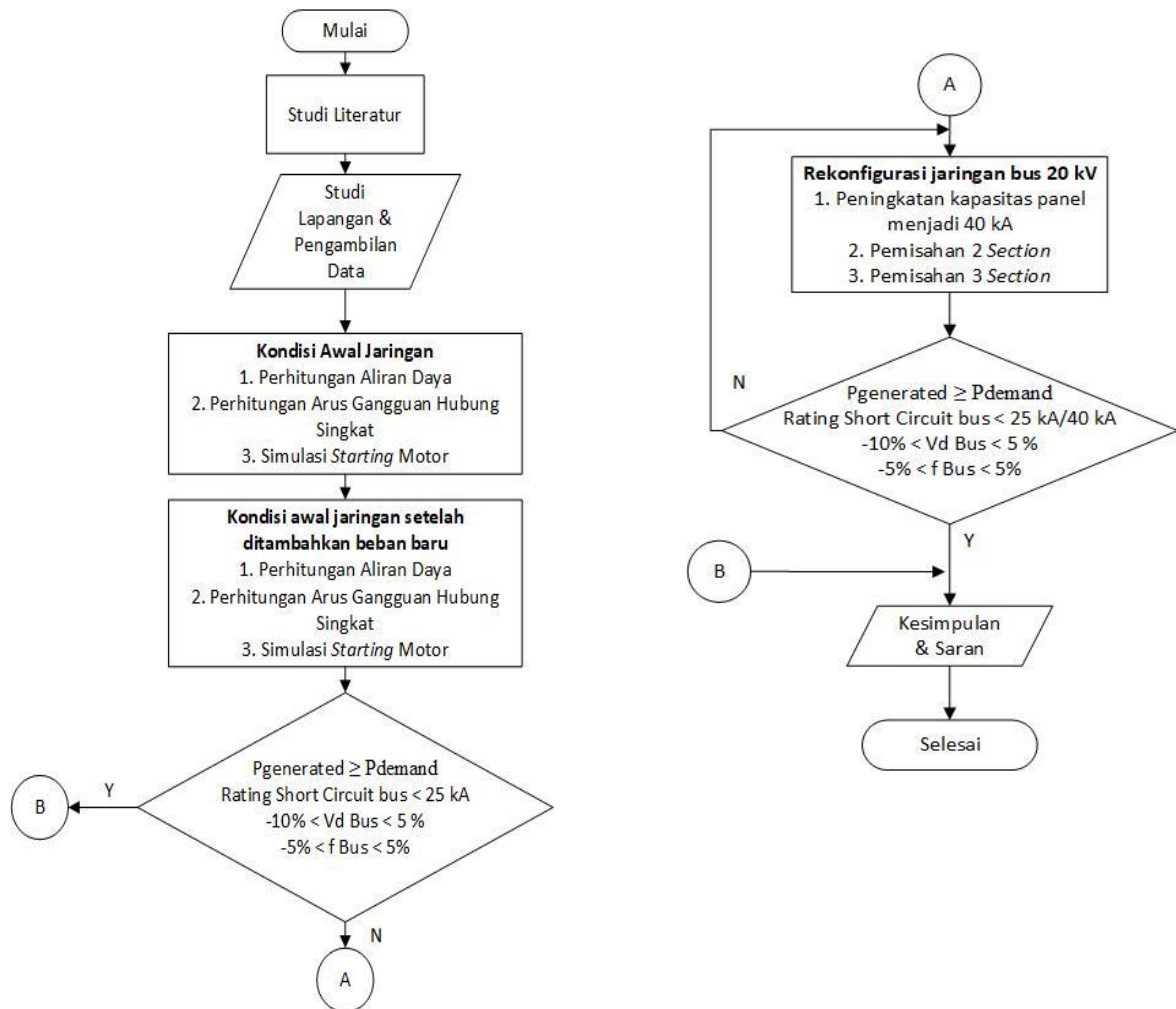 Mulai
Studi Literatur
Studi
Lapangan &
Pengambilan
Data
Kondisi Awal Jaringan
1. Perhitungan Aliran Daya
2. Perhitungan Arus Gangguan Hubung
Singkat
3. Simulasi Starting Motor
Kondisi awal jaringan setelah
ditambahkan beban baru
1. Perhitungan Aliran Daya
2. Perhitungan Arus Gangguan Hubung
Singkat
3. Simulasi Starting Motor
Pgenerated ≥ Pdemand
Rating Short Circuit bus < 25 kA
-10% < Vd Bus < 5 %
-5% < f Bus < 5%
Y
B
N
A
A
Rekonfigurasi jaringan bus 20 kV
1. Peningkatan kapasitas panel
menjadi 40 kA
2. Pemisahan 2 Section
3. Pemisahan 3 Section
N
Pgenerated ≥ Pdemand
Rating Short Circuit bus < 25 kA/40 kA
-10% < Vd Bus < 5 %
-5% < f Bus < 5%
Y
B
Kesimpulan
& Saran
Selesai